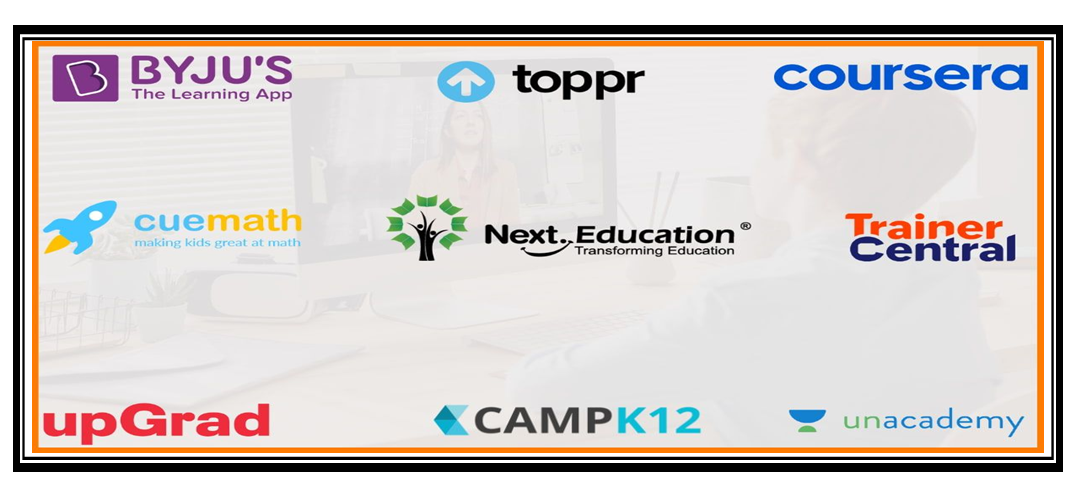 BYJU'S
The Learning App
toppr
coursera
cuemath
making kids great at math
Next Education®
Transforming Education
Trainer
Central
upGrad
CAMPK12
unacademy